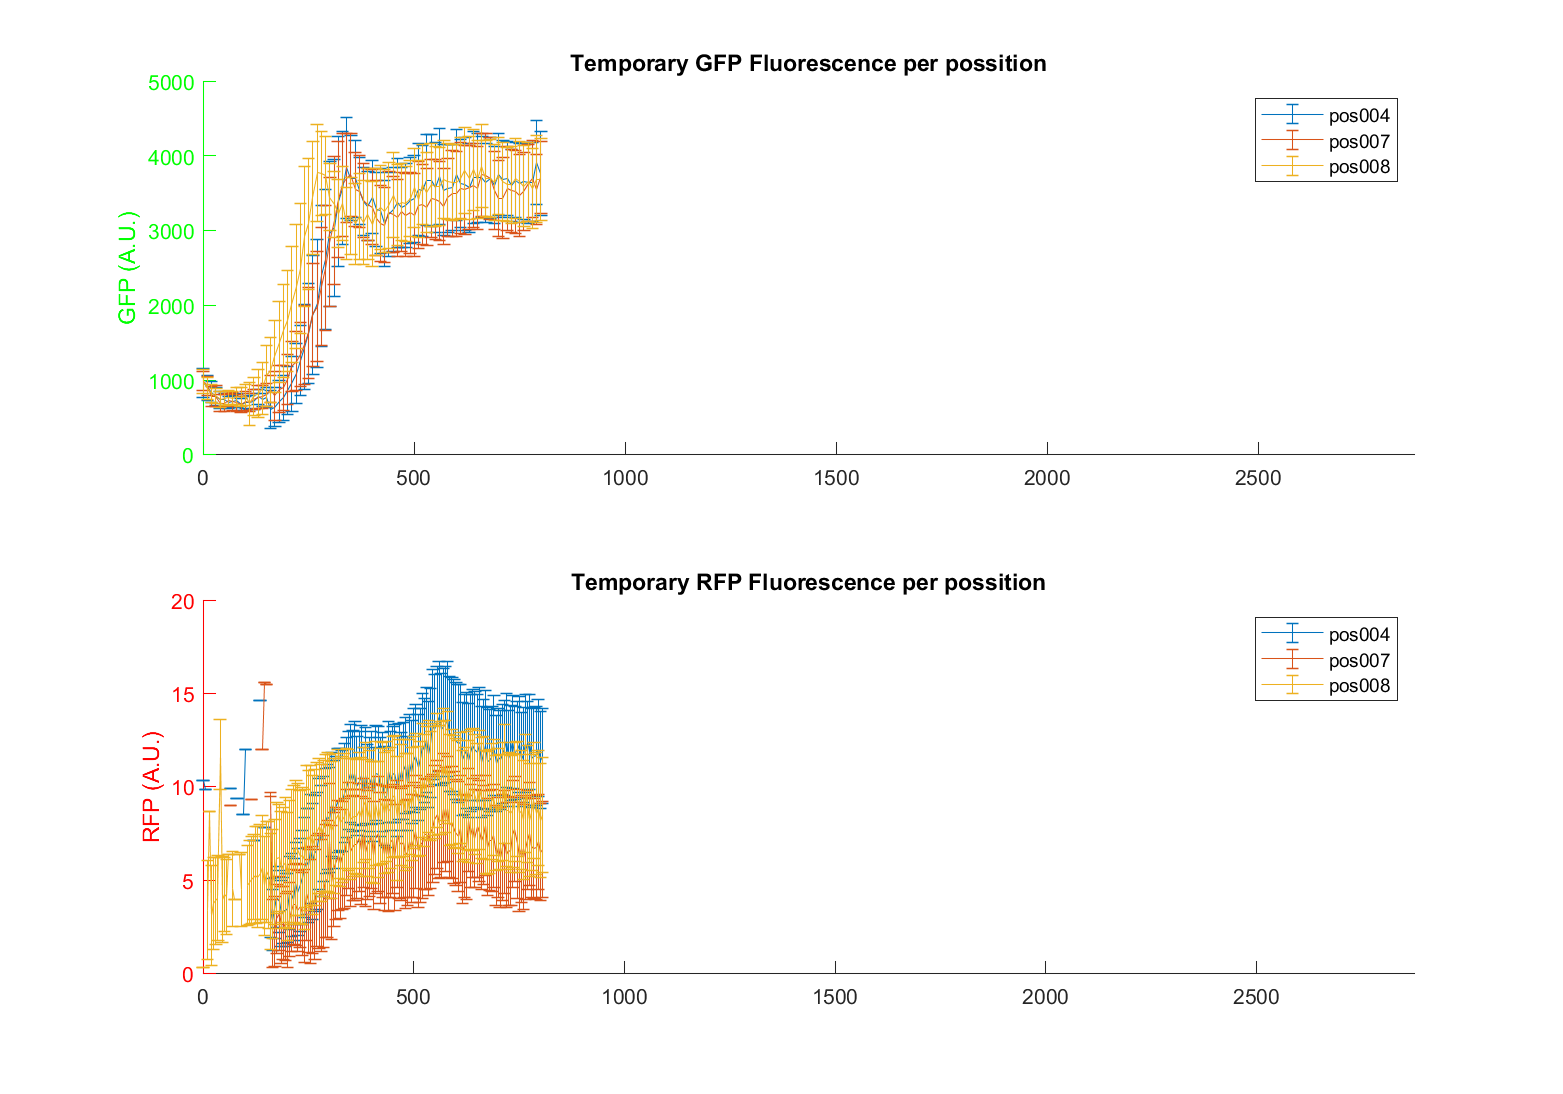 Temporary GFP Fluorescence per possition
5000
4000
3000
2000
1000
0
GFP (A.U.)
0 500 1000 1500 2000 2500
pos004
pos007
pos008
Temporary RFP Fluorescence per possition
20
15
10
5
0
RFP (A.U.)
0 500 1000 1500 2000 2500
pos004
pos007
pos008